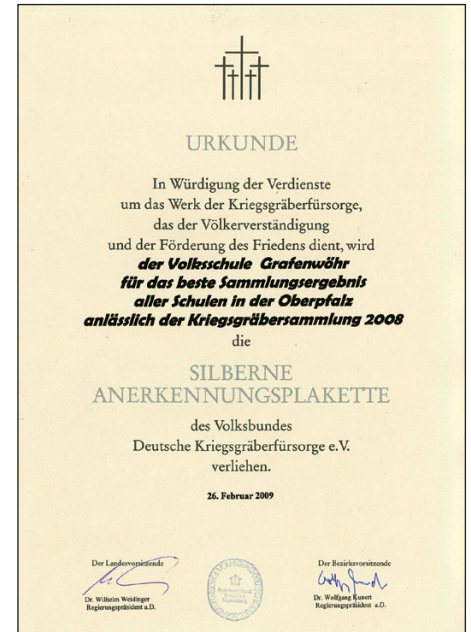 URKUNDE
In Würdigung der Verdienste
um das Werk der Kriegsgräberfürsorge,
das der Völkerverständigung
und der Förderung des Friedens dient, wird
der Volksschule Grafenwöhr
für das beste Sammlungsergebnis
aller Schulen in der Oberpfalz
anlässlich der Kriegsgräbersammlung 2008
die
SILBERNE
ANERKENNUNGSPLAKETTE
des Volksbundes
Deutsche Kriegsgräberfürsorge e.V.
verliehen.
26. Februar 2009
Der Landesvorsitzende
Dr. Wilhelm Weidinger
Regierungspräsident a.D.
Der Bezirksvorsitzende
Dr. Wolfgang Kunert
Regierungspräsident a.D.